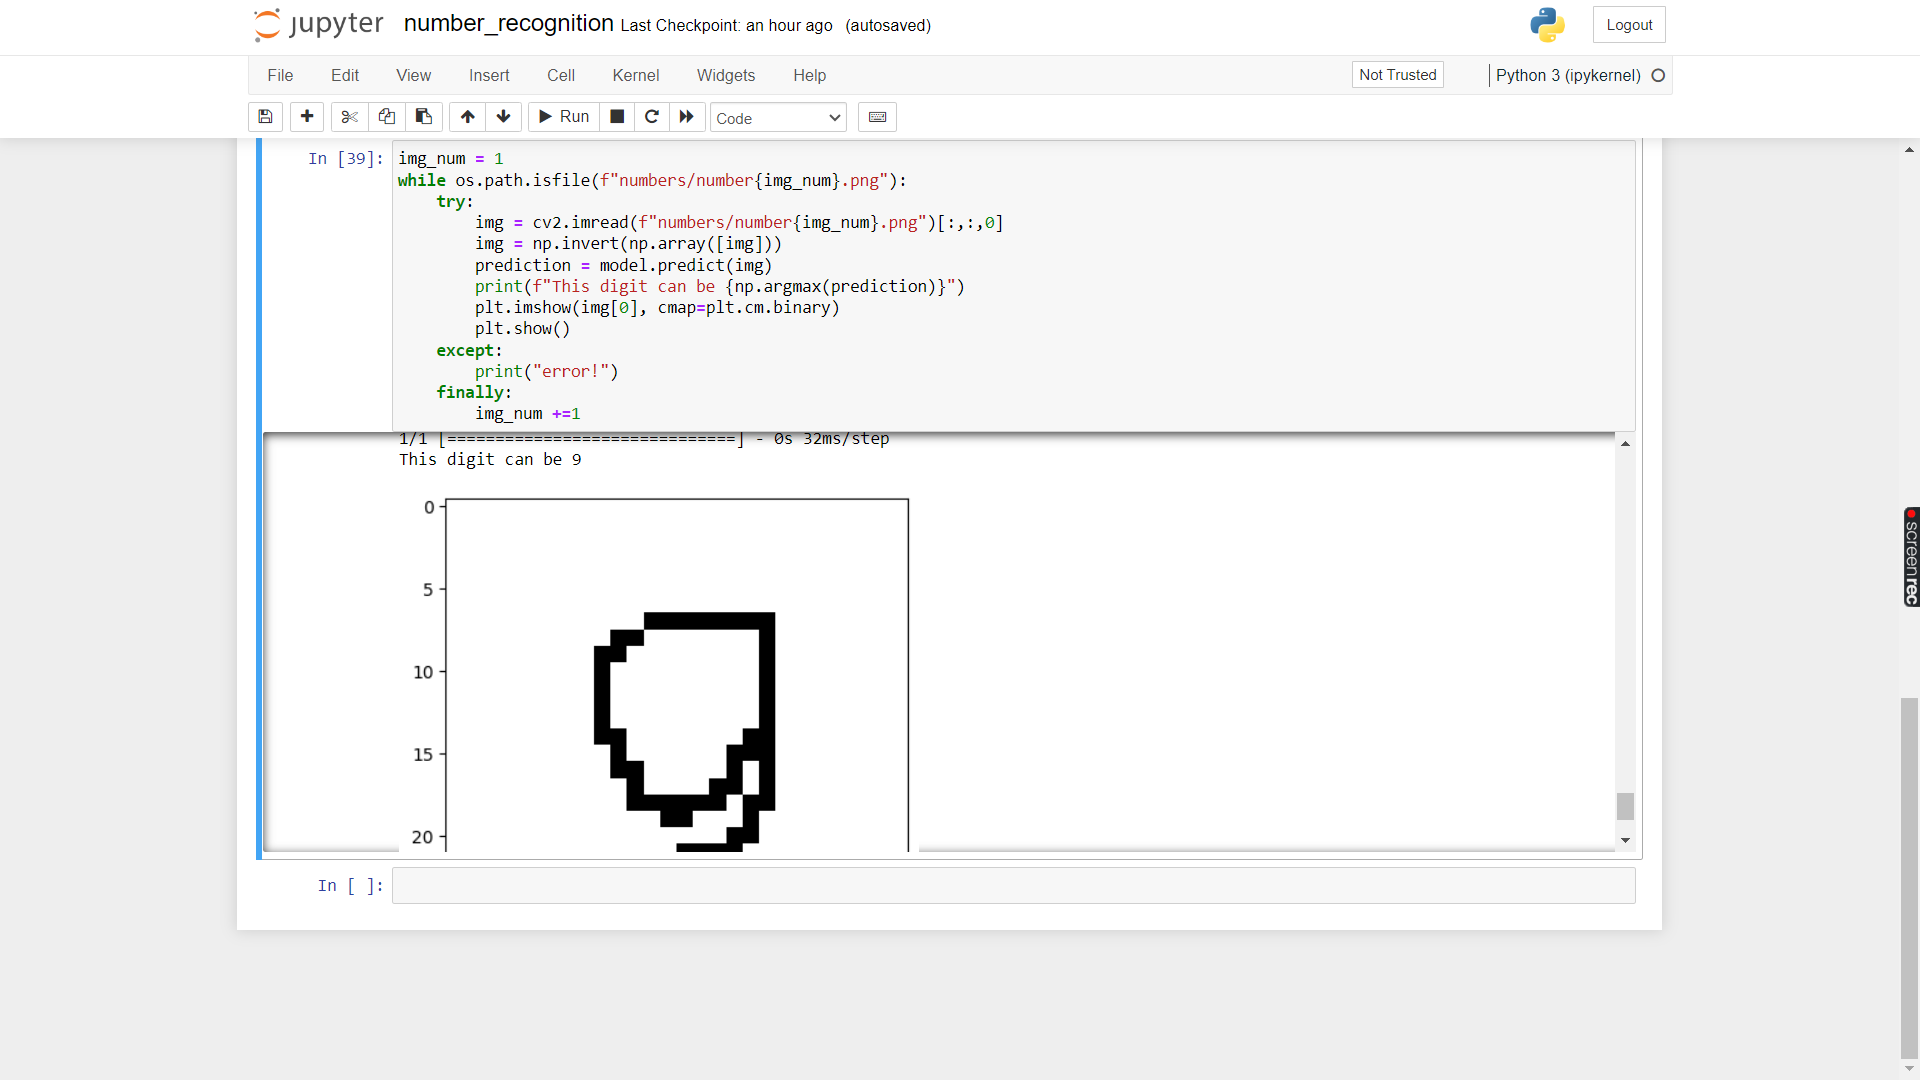 jupyter number_recognition Last Checkpoint: an hour ago (autosaved) Logout
File Edit View Insert Cell Kernel Widgets Help Not Trusted Python 3 (ipykernel)
Run Code
In [39]:
img_num = 1
while os.path.isfile(f"numbers/number{img_num}.png"):
    try:
        img = cv2.imread(f"numbers/number{img_num}.png")[:,:,0]
        img = np.invert(np.array([img]))
        prediction = model.predict(img)
        print(f"This digit can be {np.argmax(prediction)}")
        plt.imshow(img[0], cmap=plt.cm.binary)
        plt.show()
    except:
        print("error!")
    finally:
        img_num +=1
1/1 [==============================] - 0s 32ms/step
This digit can be 9
0
5
10
15
20
In [ ]:
screenrec